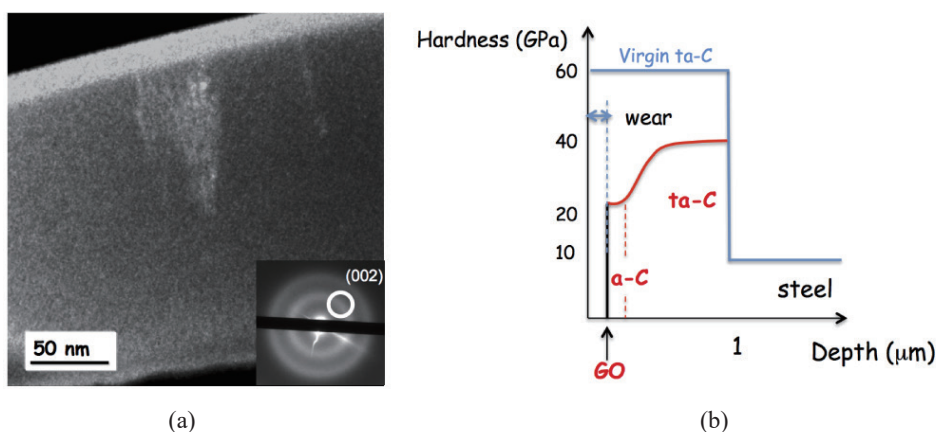 50 nm
(002)
(a)
Hardness (GPa)
60
40
20
10
Virgin ta-C
wear
ta-C
a-C
steel
GO
1
Depth (μm)
(b)